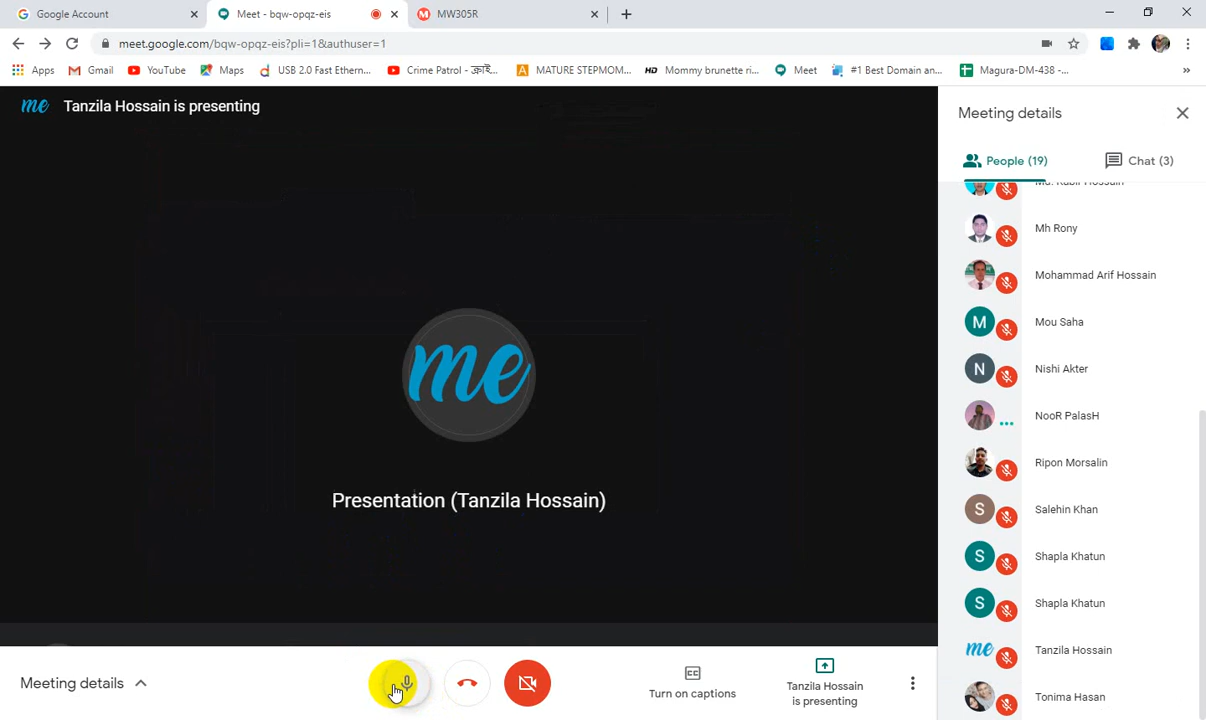 Google Account
Meet - bqw-opqz-eis
MW305R
meet.google.com/bqw-opqz-eis?pli=1&authuser=1
Apps
Gmail
YouTube
Maps
USB 2.0 Fast Ethern...
Crime Patrol - ক্রাই...
MATURE STEPMOM...
HD Mommy brunette ri...
Meet
#1 Best Domain an...
Magura-DM-438 -...
me Tanzila Hossain is presenting
me
Presentation (Tanzila Hossain)
Meeting details
People (19)
Chat (3)
Md. Rabir Hossain
Mh Rony
Mohammad Arif Hossain
M Mou Saha
N Nishi Akter
NooR PalasH
Ripon Morsalin
S Salehin Khan
S Shapla Khatun
S Shapla Khatun
me Tanzila Hossain
Tonima Hasan
Meeting details
Turn on captions
Tanzila Hossain
is presenting